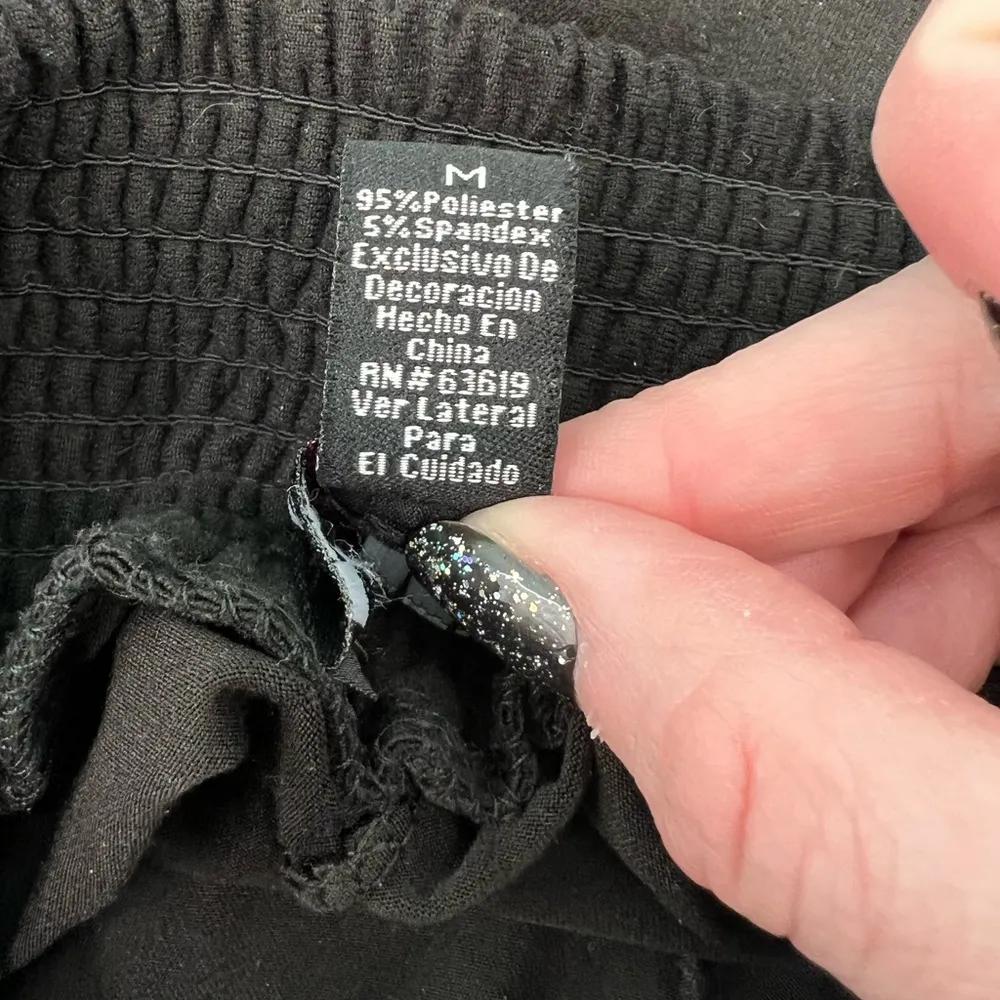 M
95%Poliester
5%Spandex
Exclusivo De
Decoracion
Hecho En
China
RN#63619
Ver Lateral
Para
El Cuidado